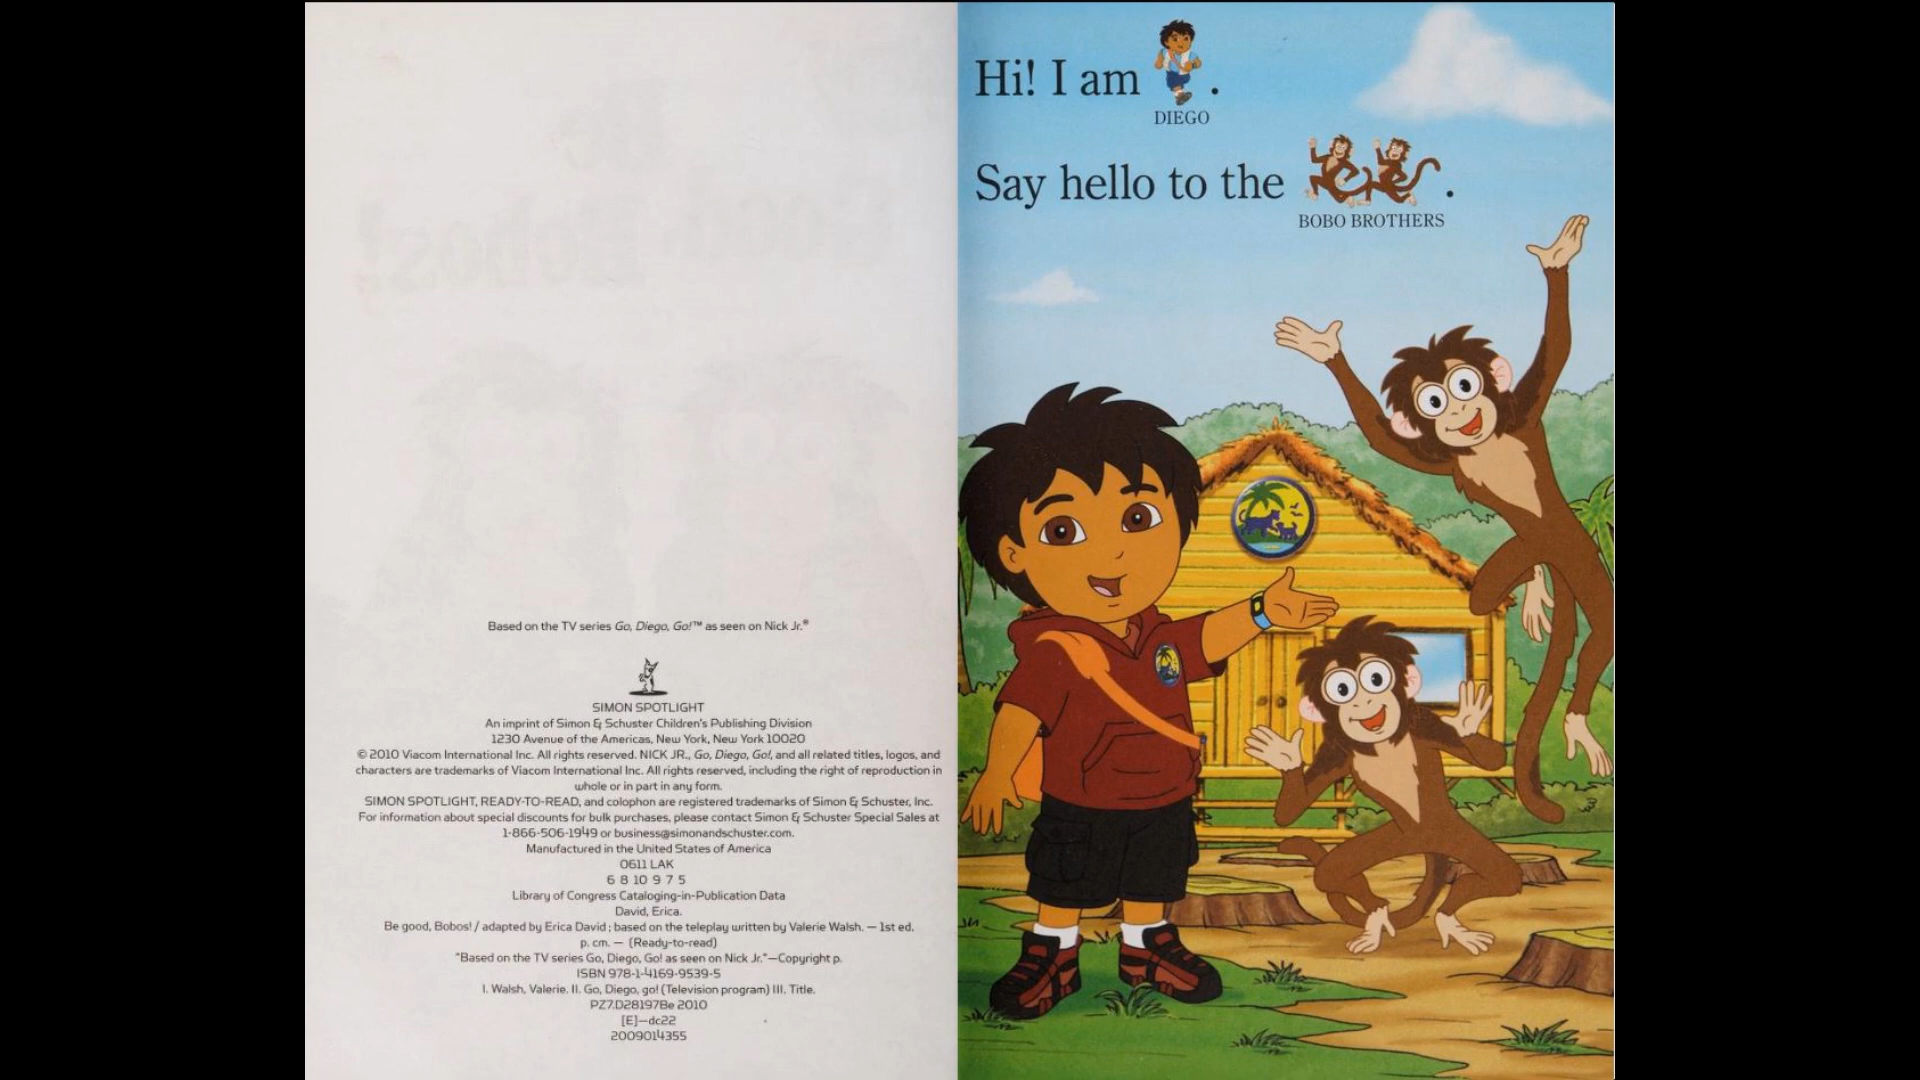 Based on the TV series Go, Diego, Go!™ as seen on Nick Jr.®
SIMON SPOTLIGHT
An imprint of Simon & Schuster Children's Publishing Division
1230 Avenue of the Americas, New York, New York 10020
© 2010 Viacom International Inc. All rights reserved. NICK JR., Go, Diego, Go!, and all related titles, logos, and
characters are trademarks of Viacom International Inc. All rights reserved, including the right of reproduction in
whole or in part in any form.
SIMON SPOTLIGHT, READY-TO-READ, and colophon are registered trademarks of Simon & Schuster, Inc.
For information about special discounts for bulk purchases, please contact Simon & Schuster Special Sales at
1-866-506-1949 or business@simonandschuster.com.
Manufactured in the United States of America
0611 LAK
6 8 10 9 7 5
Library of Congress Cataloging-in-Publication Data
David, Erica.
Be good, Bobos! / adapted by Erica David ; based on the teleplay written by Valerie Walsh. — 1st ed.
p. cm. — (Ready-to-read)
"Based on the TV series Go, Diego, Go! as seen on Nick Jr."—Copyright p.
ISBN 978-1-4169-9539-5
I. Walsh, Valerie. II. Go, Diego, go! (Television program) III. Title.
PZ7.D28197Be 2010
[E]—dc22
2009014355
Hi! I am .
DIEGO
Say hello to the .
BOBO BROTHERS